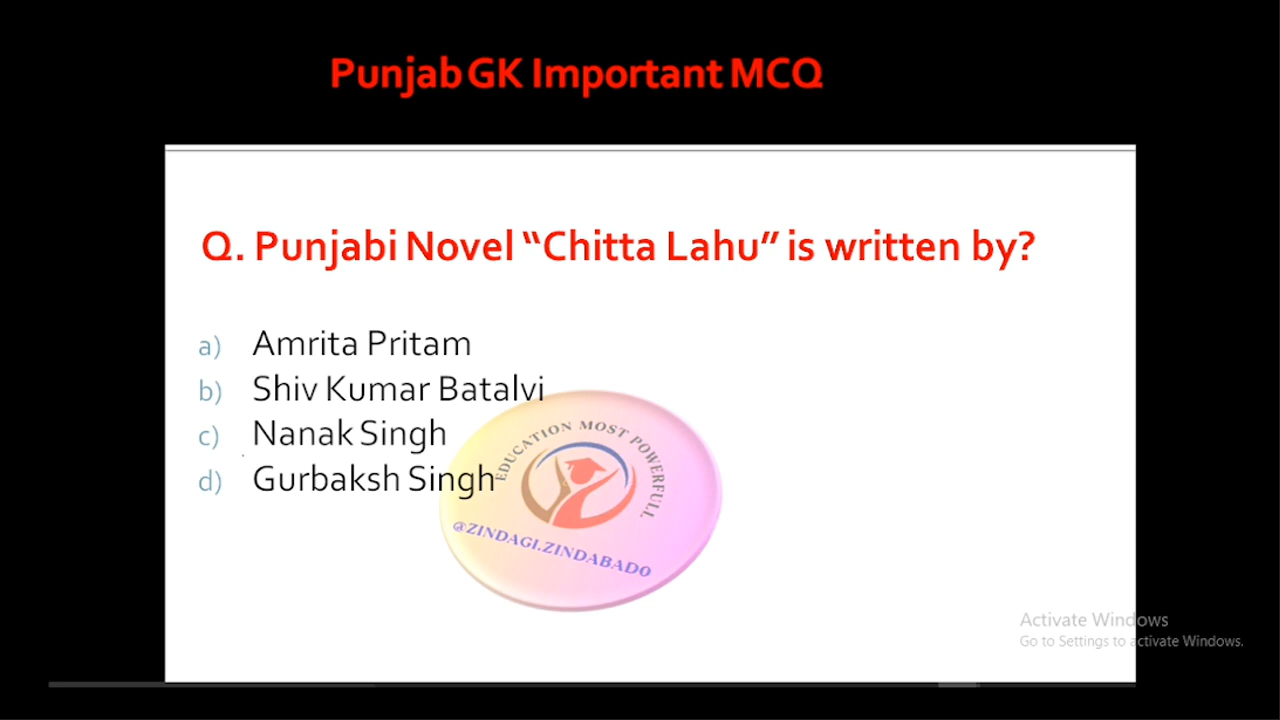 Punjab GK Important MCQ
Q. Punjabi Novel “Chitta Lahu” is written by?
a) Amrita Pritam
b) Shiv Kumar Batalvi
c) Nanak Singh
d) Gurbaksh Singh
EDUCATION MOST POWERFULL
@ZINDAGI.ZINDABAD0
Activate Windows
Go to Settings to activate Windows.